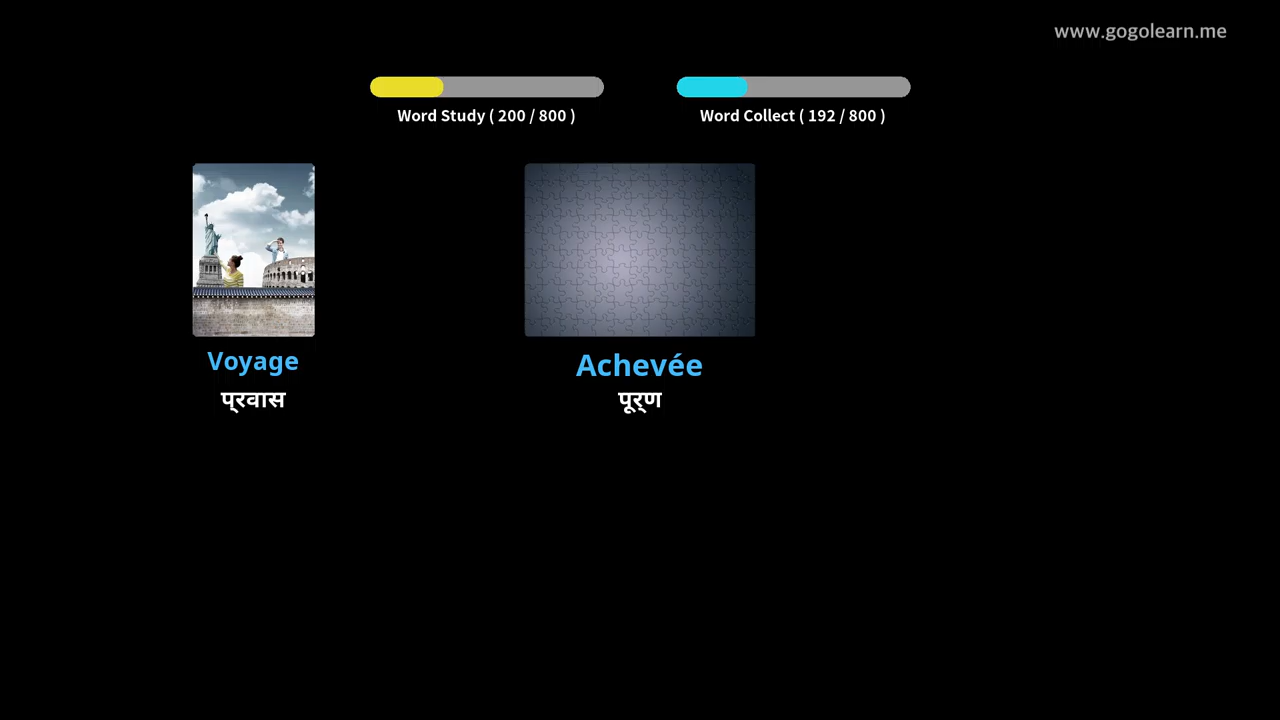 www.gogolearn.me
Word Study ( 200 / 800 )
Word Collect ( 192 / 800 )
Voyage
प्रवास
Achevée
पूर्ण